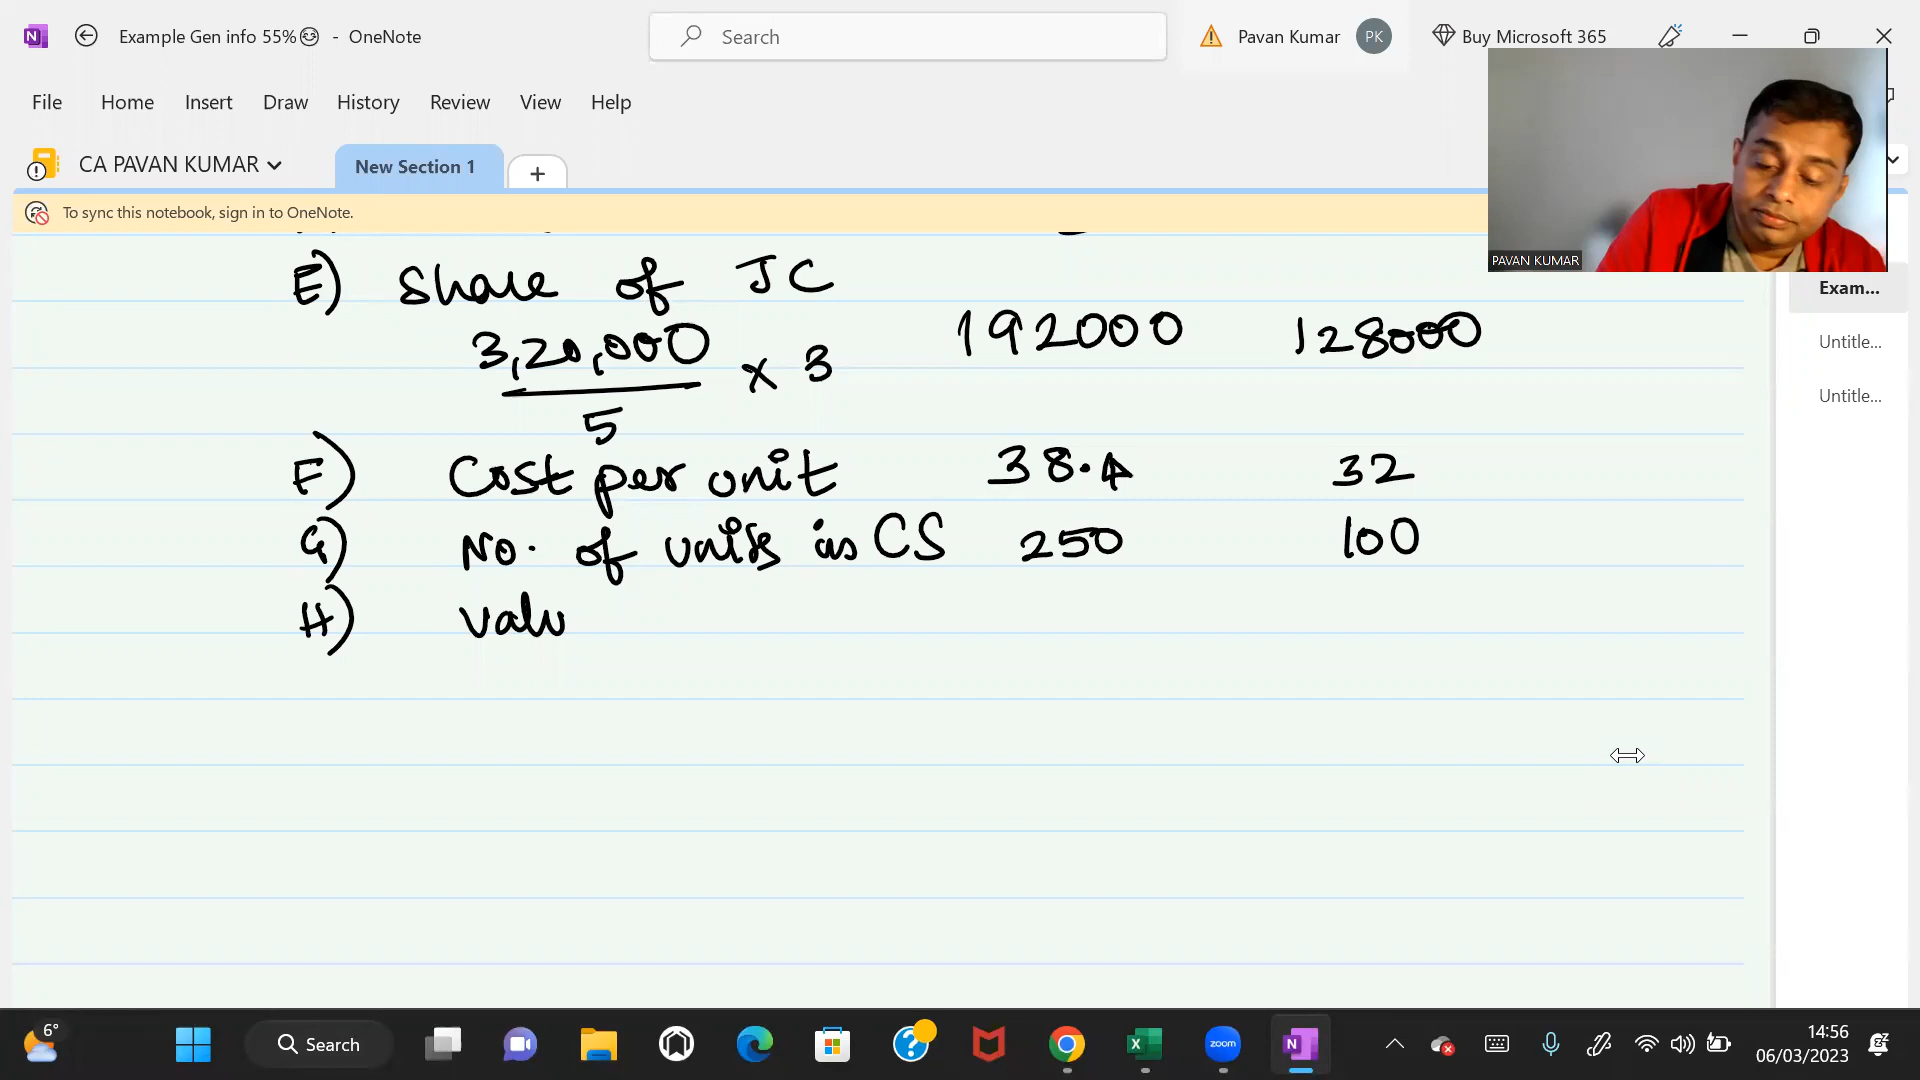 Example Gen info 55%😊 - OneNote
Search
Pavan Kumar PK
Buy Microsoft 365
File Home Insert Draw History Review View Help
CA PAVAN KUMAR
New Section 1
+
To sync this notebook, sign in to OneNote.
PAVAN KUMAR
Exam...
Untitle...
Untitle...
E) Share of JC
3,20,000 × 3 192000 128000
5
F) Cost per unit 38.4 32
G) No. of units in CS 250 100
H) valu
6°
Search
zoom
14:56
06/03/2023